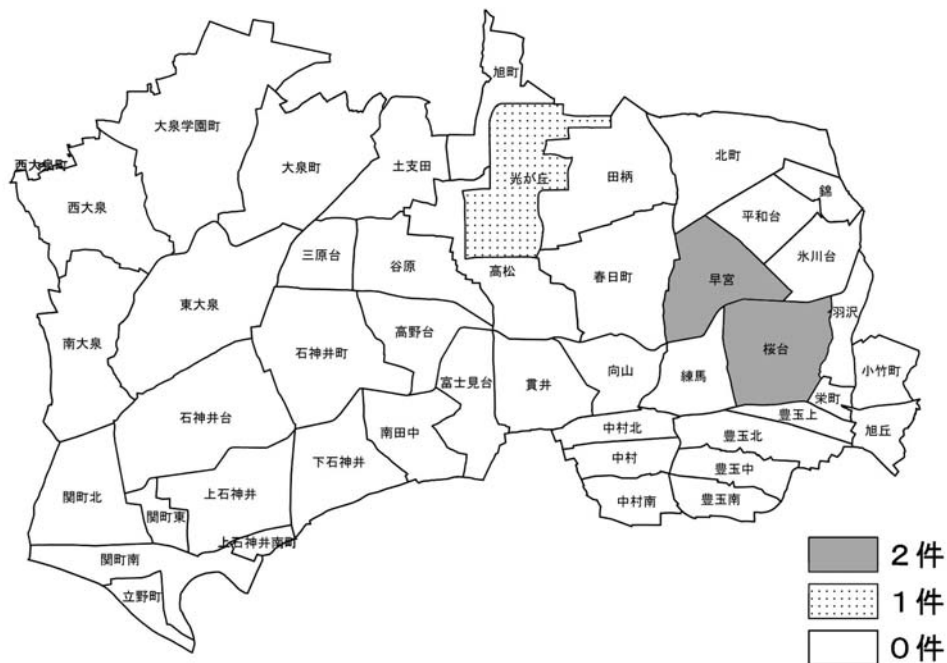 旭町
大泉学園町
北町
大泉町
土支田
西大泉町
光が丘
田柄
錦
西大泉
平和台
三原台
谷原
高松
氷川台
春日町
早宮
東大泉
羽沢
南大泉
高野台
石神井町
桜台
小竹町
富士見台
貫井
向山
練馬
栄町
石神井台
豊玉上
南田中
中村北
豊玉北
旭丘
下石神井
中村
豊玉中
関町北
上石神井
中村南
豊玉南
関町東
上石神井南町
関町南
立野町
2件
1件
0件